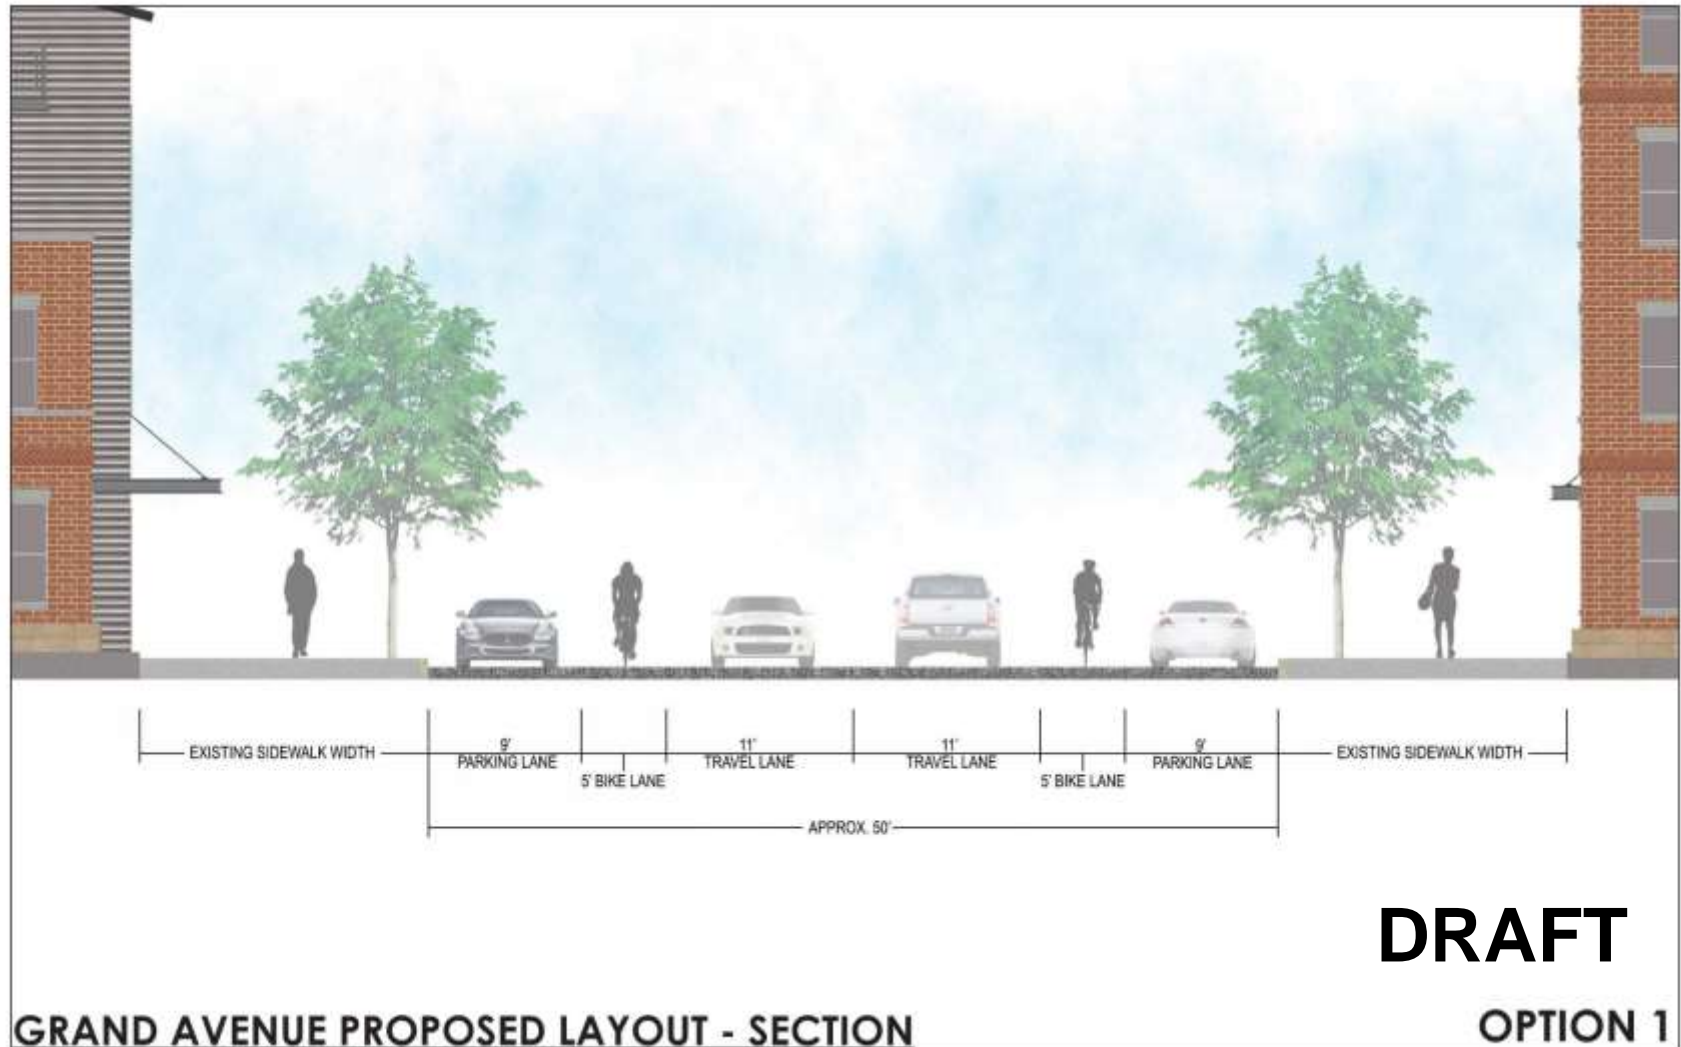 EXISTING SIDEWALK WIDTH
9'
PARKING LANE
5' BIKE LANE
11'
TRAVEL LANE
11'
TRAVEL LANE
5' BIKE LANE
9'
PARKING LANE
EXISTING SIDEWALK WIDTH
APPROX. 50'
DRAFT
GRAND AVENUE PROPOSED LAYOUT - SECTION
OPTION 1